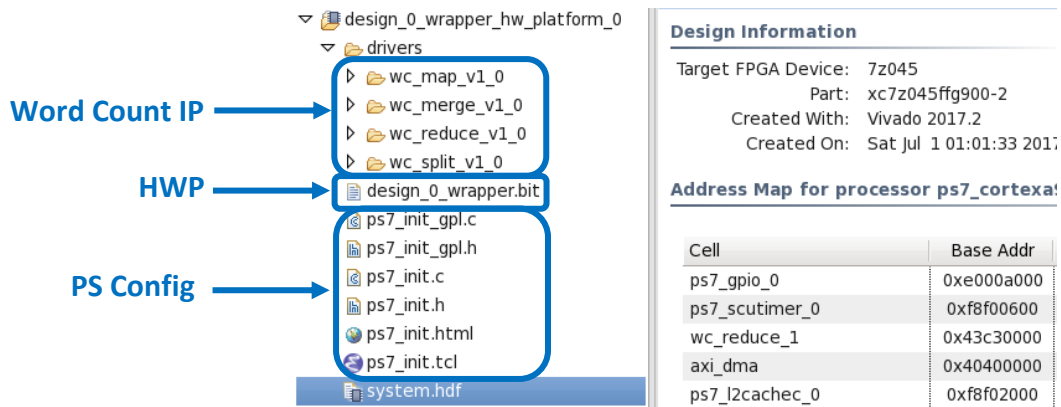 design_0_wrapper_hw_platform_0
drivers
wc_map_v1_0
wc_merge_v1_0
wc_reduce_v1_0
wc_split_v1_0
design_0_wrapper.bit
ps7_init_gpl.c
ps7_init_gpl.h
ps7_init.c
ps7_init.h
ps7_init.html
ps7_init.tcl
system.hdf
Word Count IP
HWP
PS Config
Design Information
Target FPGA Device: 7z045
Part: xc7z045ffg900-2
Created With: Vivado 2017.2
Created On: Sat Jul 1 01:01:33 2017
Address Map for processor ps7_cortexa9
Cell Base Addr
ps7_gpio_0 0xe000a000
ps7_scutimer_0 0xf8f00600
wc_reduce_1 0x43c30000
axi_dma 0x40400000
ps7_l2cachec_0 0xf8f02000